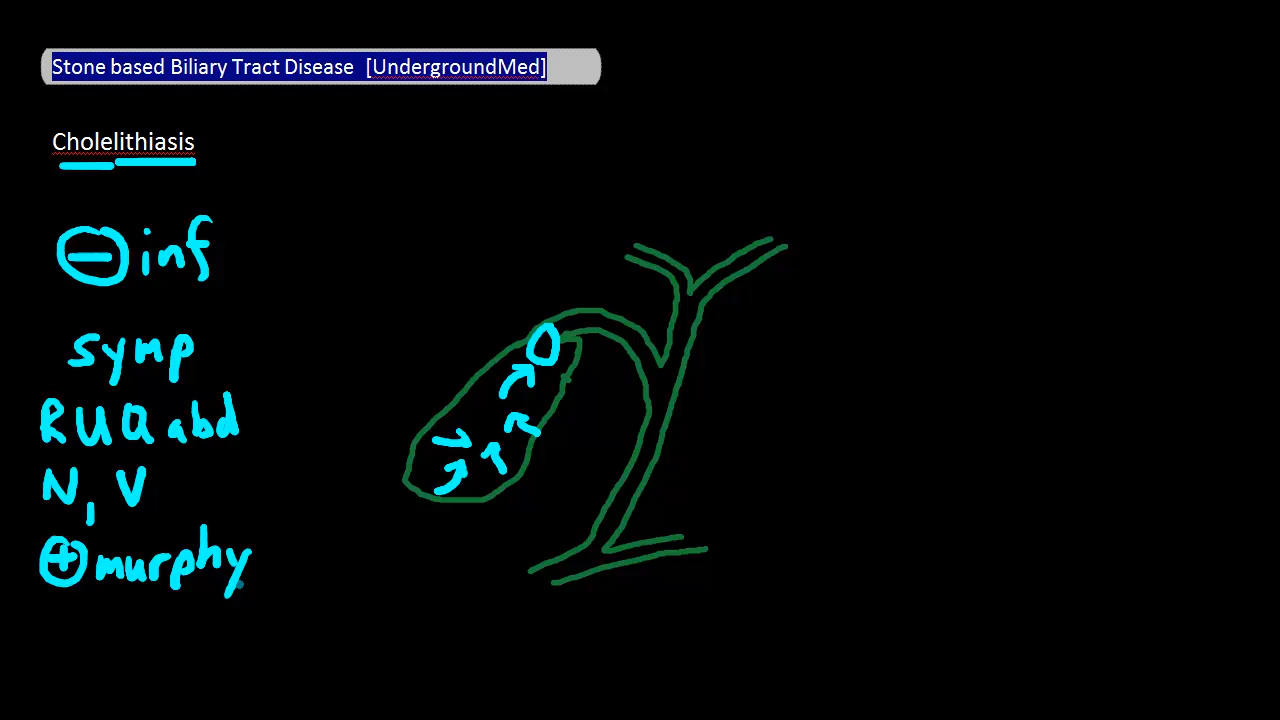 Stone based Biliary Tract Disease [UndergroundMed]
Cholelithiasis
⊖ inf
symp
RUQ abd
N, V
⊕ murphy